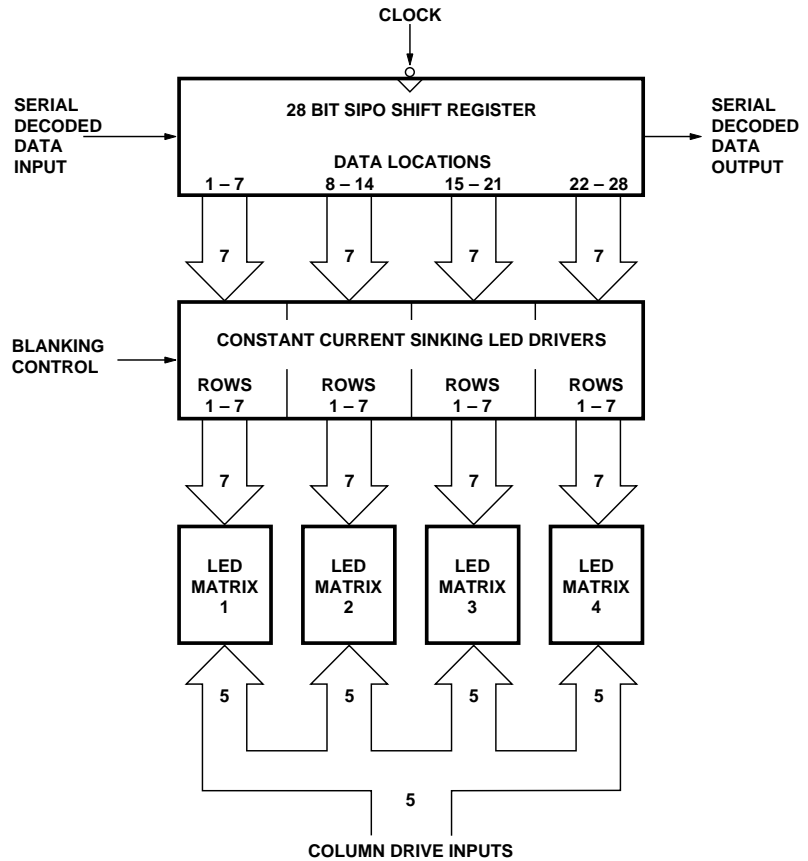 CLOCK
SERIAL
DECODED
DATA
INPUT
28 BIT SIPO SHIFT REGISTER
SERIAL
DECODED
DATA
OUTPUT
DATA LOCATIONS
1 – 7 8 – 14 15 – 21 22 – 28
7 7 7 7
BLANKING
CONTROL
CONSTANT CURRENT SINKING LED DRIVERS
ROWS ROWS ROWS ROWS
1 – 7 1 – 7 1 – 7 1 – 7
7 7 7 7
LED
MATRIX
1
LED
MATRIX
2
LED
MATRIX
3
LED
MATRIX
4
5 5 5 5
5
COLUMN DRIVE INPUTS